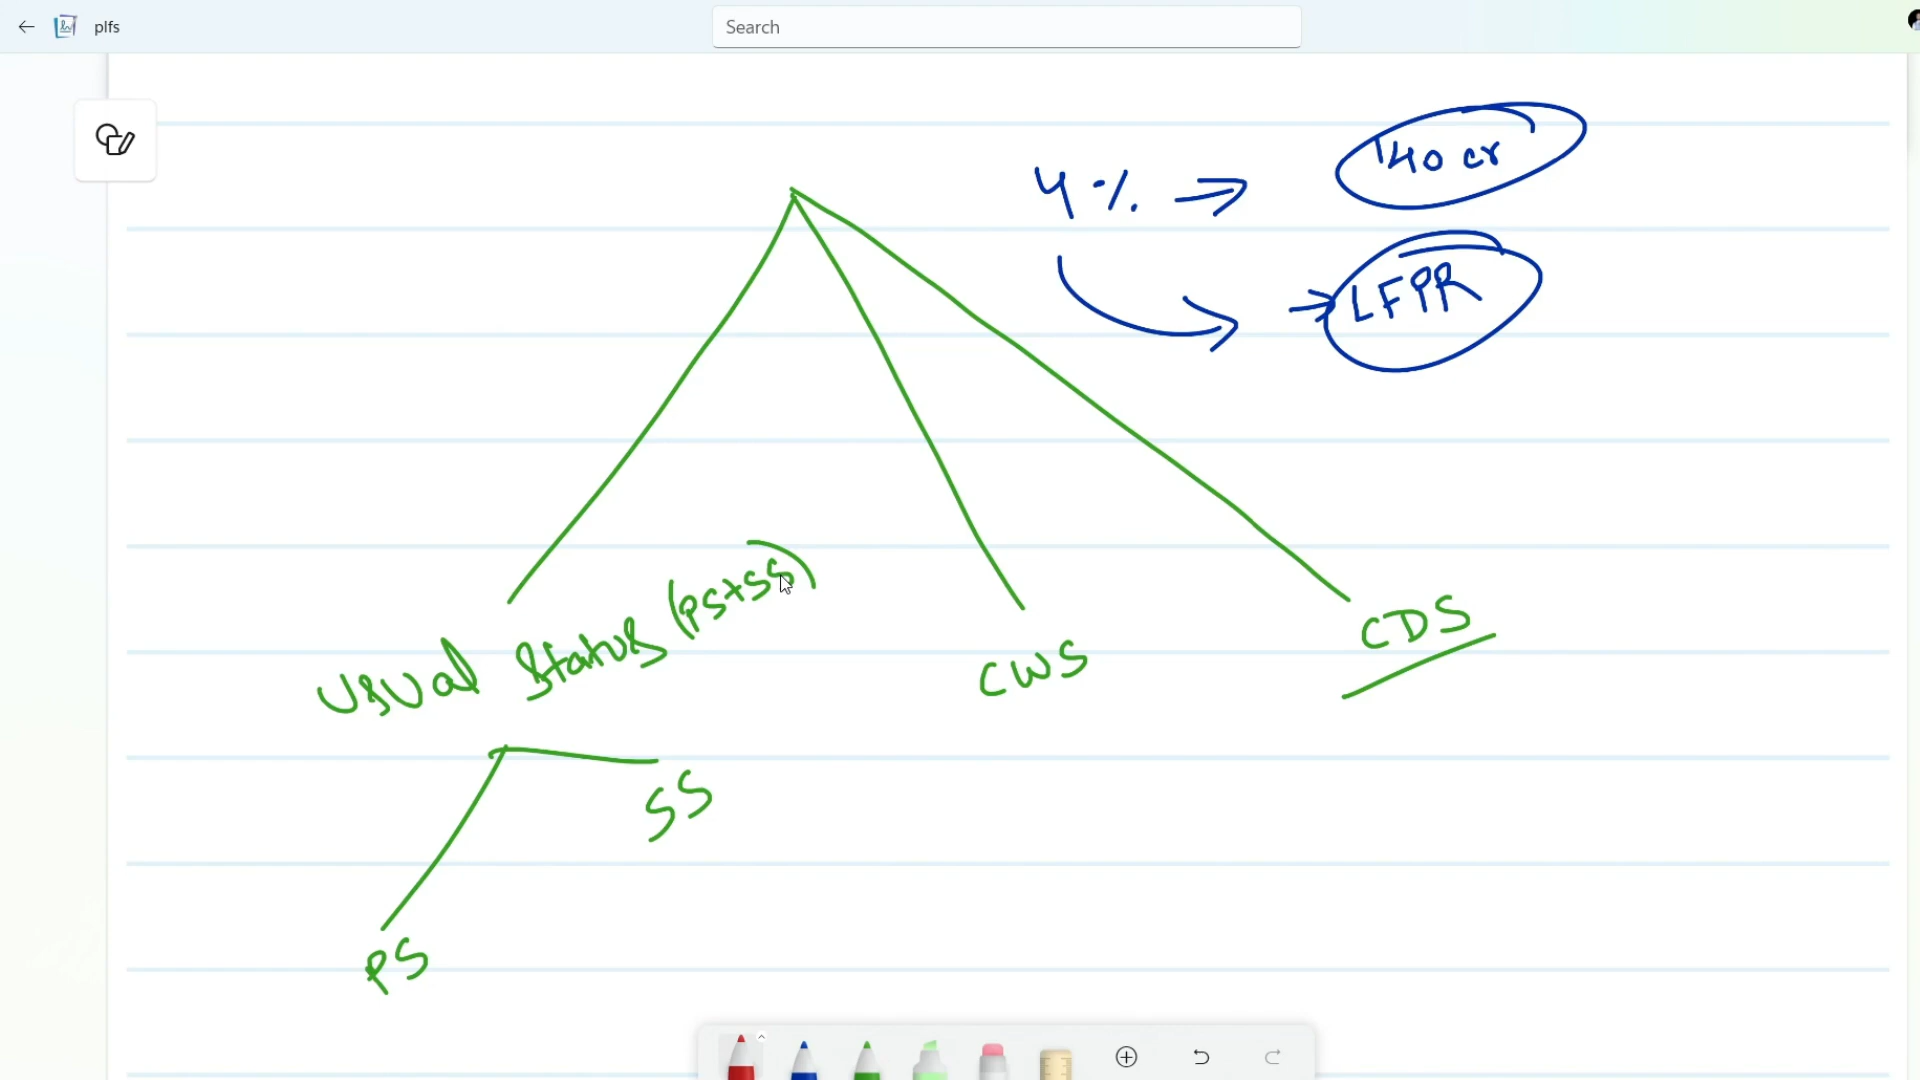 plfs
Search
4 % → 140 cr
→ LFPR
Usual Status (PS+SS)
CWS
CDS
SS
PS